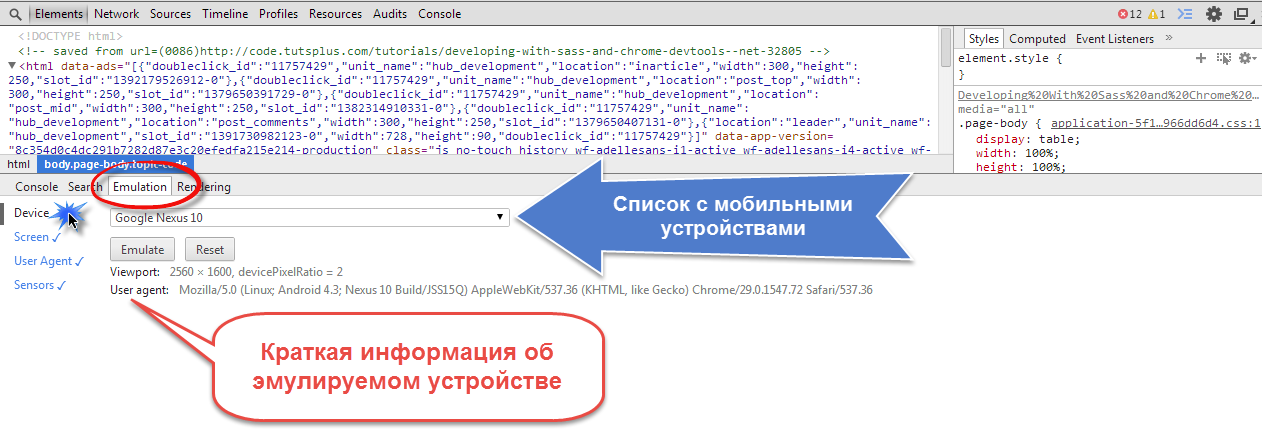 Elements Network Sources Timeline Profiles Resources Audits Console 12 1
<!DOCTYPE html>
<!-- saved from url=(0086)http://code.tutsplus.com/tutorials/developing-with-sass-and-chrome-devtools--net-32805 -->
▼<html data-ads="[{"doubleclick_id":"11757429","unit_name":"hub_development","location":"inarticle","width":300,"height":
250,"slot_id":"1392179526912-0"},{"doubleclick_id":"11757429","unit_name":"hub_development","location":"post_top","width":
300,"height":250,"slot_id":"1379650391729-0"},{"doubleclick_id":"11757429","unit_name":"hub_development","location":
"post_mid","width":300,"height":250,"slot_id":"1382314910331-0"},{"doubleclick_id":"11757429","unit_name":
"hub_development","location":"post_comments","width":300,"height":250,"slot_id":"1379650407131-0"},{"location":"leader","unit_name":
"hub_development","slot_id":"1391730982123-0","width":728,"height":90,"doubleclick_id":"11757429"}]" data-app-version=
"8c354d0c4dc291b7282d87e3c20efedfa215e214-production" class="js no-touch history wf-adellesans-i1-active wf-adellesans-i4-active wf-
html body.page-body.topic-code
Styles Computed Event Listeners »
element.style {
}
Developing%20With%20Sass%20and%20Chrome%20…
media="all"
.page-body { application-5f1…966dd6d4.css:1
display: table;
width: 100%;
height: 100%;
Console Search Emulation Rendering
Device
Screen ✓
User Agent ✓
Sensors ✓
Google Nexus 10
Emulate Reset
Viewport: 2560 × 1600, devicePixelRatio = 2
User agent: Mozilla/5.0 (Linux; Android 4.3; Nexus 10 Build/JSS15Q) AppleWebKit/537.36 (KHTML, like Gecko) Chrome/29.0.1547.72 Safari/537.36
Список с мобильными
устройствами
Краткая информация об
эмулируемом устройстве